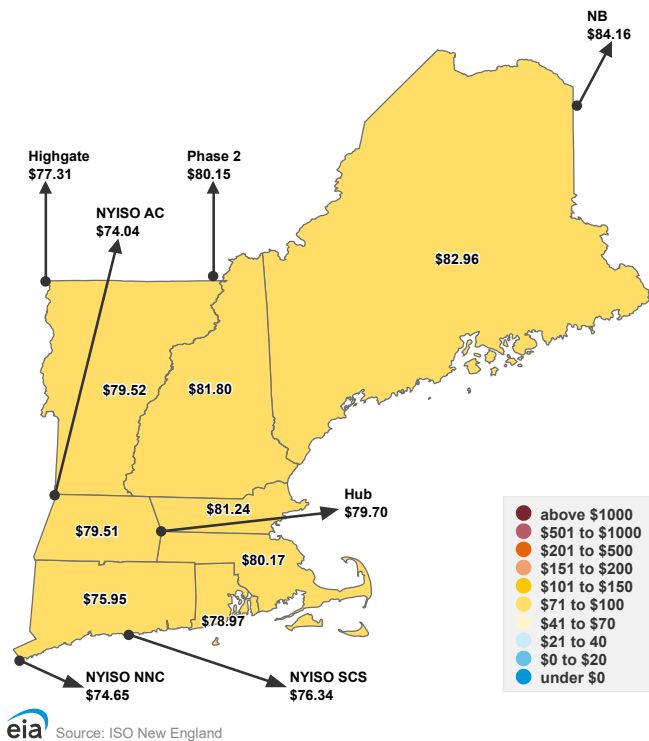 NB
$84.16
Highgate
$77.31
Phase 2
$80.15
NYISO AC
$74.04
$82.96
$79.52
$81.80
Hub
$79.70
$81.24
$79.51
$80.17
$75.95
$78.97
NYISO NNC
$74.65
NYISO SCS
$76.34
above $1000
$501 to $1000
$201 to $500
$151 to $200
$101 to $150
$71 to $100
$41 to $70
$21 to 40
$0 to $20
under $0
eia Source: ISO New England